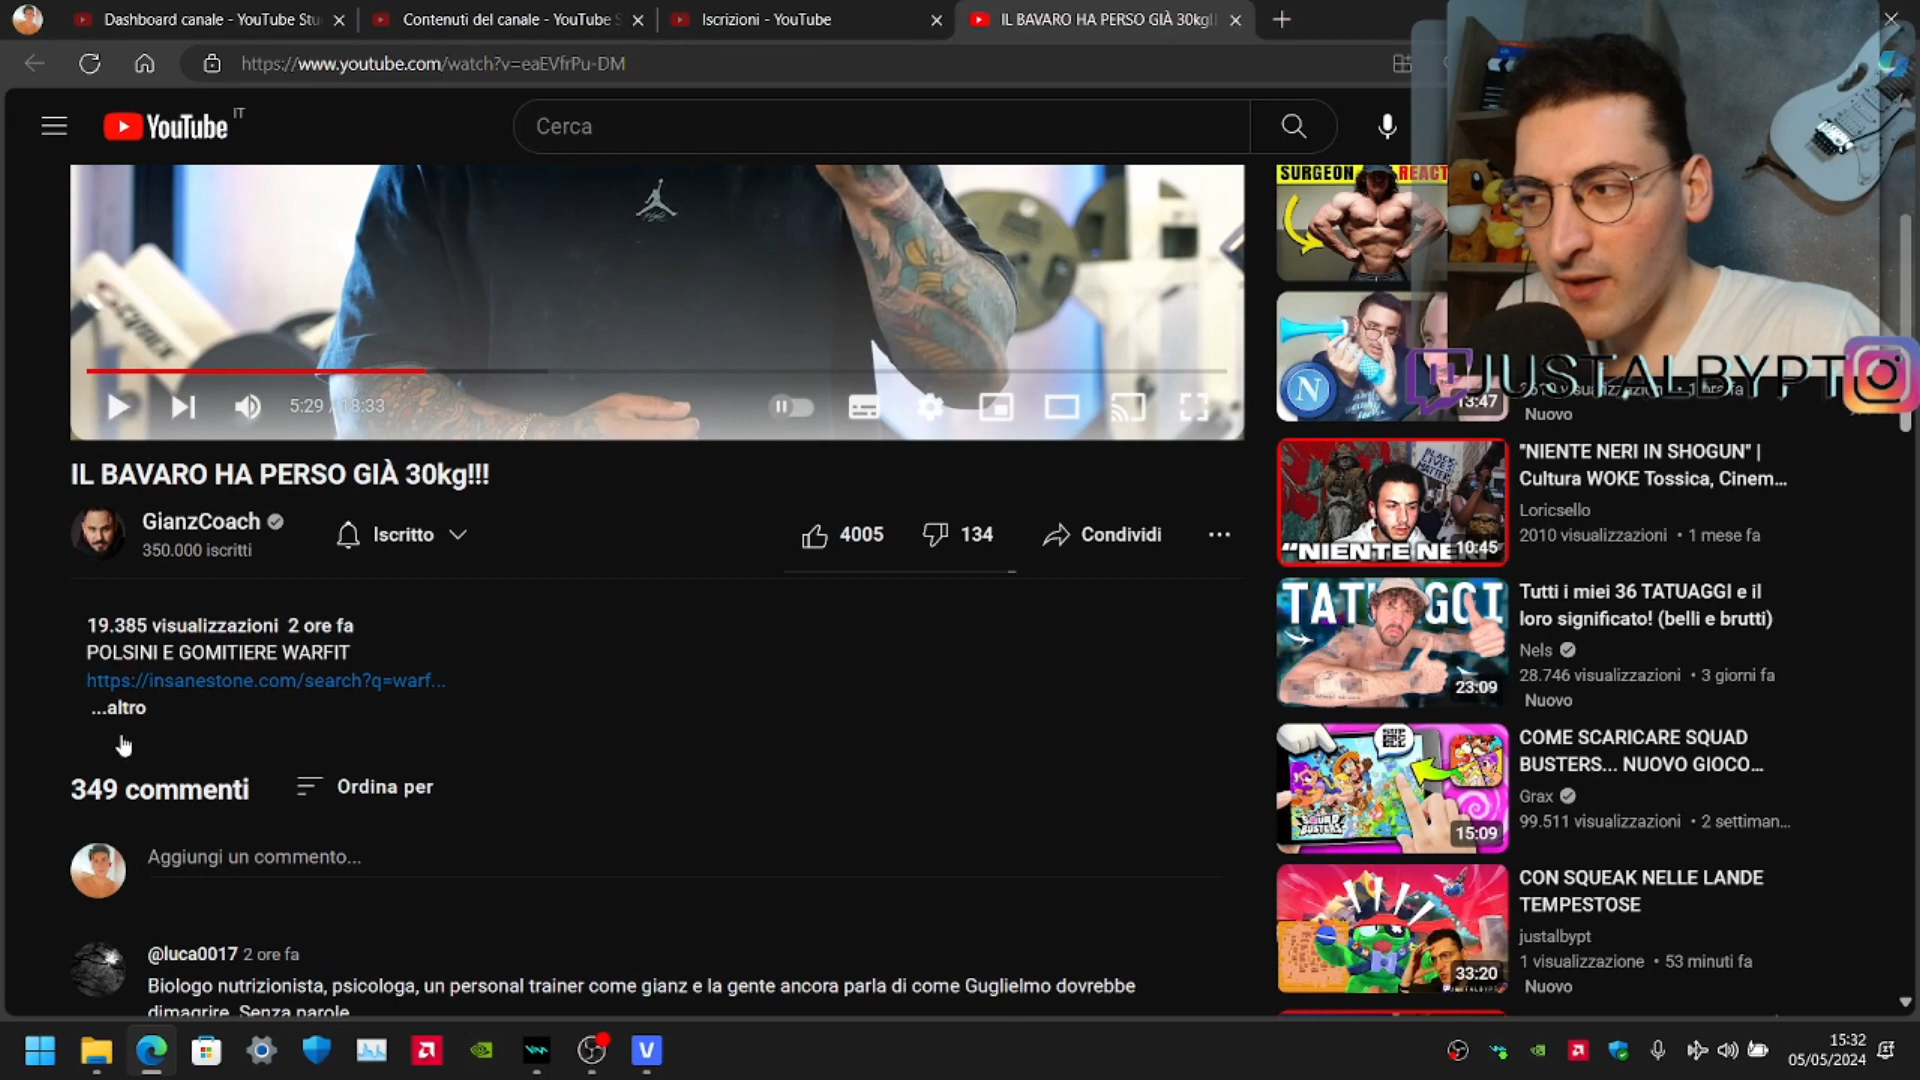 Dashboard canale - YouTube Stu
Contenuti del canale - YouTube S
Iscrizioni - YouTube
IL BAVARO HA PERSO GIÀ 30kg!!
https://www.youtube.com/watch?v=eaEVfrPu-DM
YouTube IT
Cerca
5:29 / 18:33
IL BAVARO HA PERSO GIÀ 30kg!!!
GianzCoach
350.000 iscritti
Iscritto
4005
134
Condividi
19.385 visualizzazioni 2 ore fa
POLSINI E GOMITIERE WARFIT
https://insanestone.com/search?q=warf...
...altro
349 commenti
Ordina per
Aggiungi un commento...
@luca0017 2 ore fa
Biologo nutrizionista, psicologa, un personal trainer come gianz e la gente ancora parla di come Guglielmo dovrebbe
dimagrire. Senza parole
SURGEON REACT
N
13:47
JUSTALBYPT
Nuovo
BLACK
LIVES
MATTER
"NIENTE NE
10:45
"NIENTE NERI IN SHOGUN" |
Cultura WOKE Tossica, Cinem...
Loricsello
2010 visualizzazioni • 1 mese fa
TAT GGI
23:09
Tutti i miei 36 TATUAGGI e il
loro significato! (belli e brutti)
Nels
28.746 visualizzazioni • 3 giorni fa
Nuovo
SQUAD
BUSTERS
15:09
COME SCARICARE SQUAD
BUSTERS... NUOVO GIOCO...
Grax
99.511 visualizzazioni • 2 settiman...
33:20
CON SQUEAK NELLE LANDE
TEMPESTOSE
justalbypt
1 visualizzazione • 53 minuti fa
Nuovo
V
15:32
05/05/2024